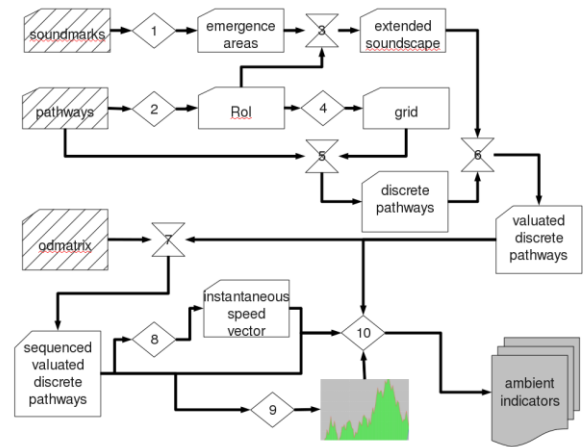 soundmarks
1
emergence
areas
3
extended
soundscape
pathways
2
RoI
4
grid
5
6
discrete
pathways
valuated
discrete
pathways
odmatrix
7
instantaneous
speed
vector
8
10
sequenced
valuated
discrete
pathways
9
ambient
indicators